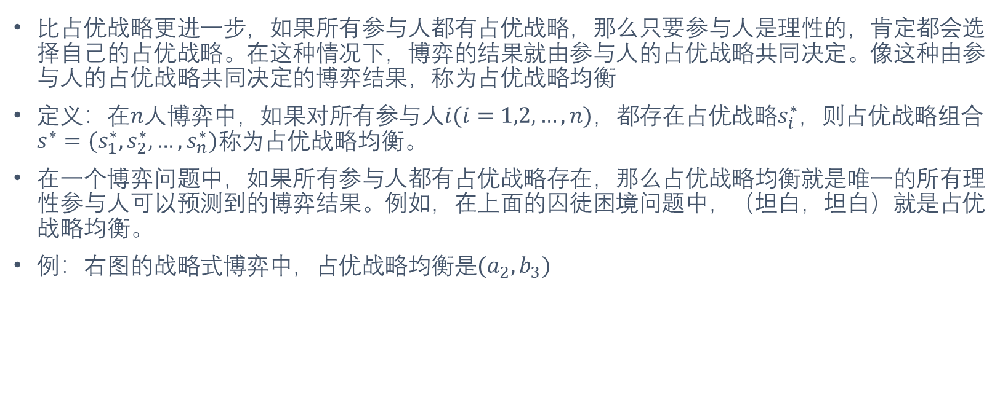 • 比占优战略更进一步，如果所有参与人都有占优战略，那么只要参与人是理性的，肯定都会选
择自己的占优战略。在这种情况下，博弈的结果就由参与人的占优战略共同决定。像这种由参
与人的占优战略共同决定的博弈结果，称为占优战略均衡
• 定义：在n人博弈中，如果对所有参与人i(i = 1,2, … , n)，都存在占优战略s_i^*，则占优战略组合
s^* = (s_1^*, s_2^*, … , s_n^*)称为占优战略均衡。
• 在一个博弈问题中，如果所有参与人都有占优战略存在，那么占优战略均衡就是唯一的所有理
性参与人可以预测到的博弈结果。例如，在上面的囚徒困境问题中，（坦白，坦白）就是占优
战略均衡。
• 例：右图的战略式博弈中，占优战略均衡是(a₂, b₃)